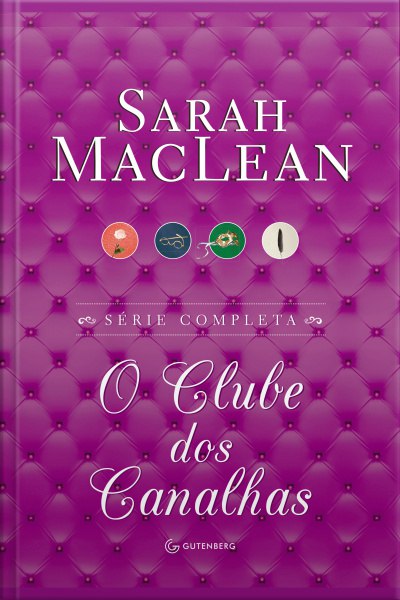 SARAH
MACLEAN
SÉRIE COMPLETA
O Clube
dos
Canalhas
G GUTENBERG